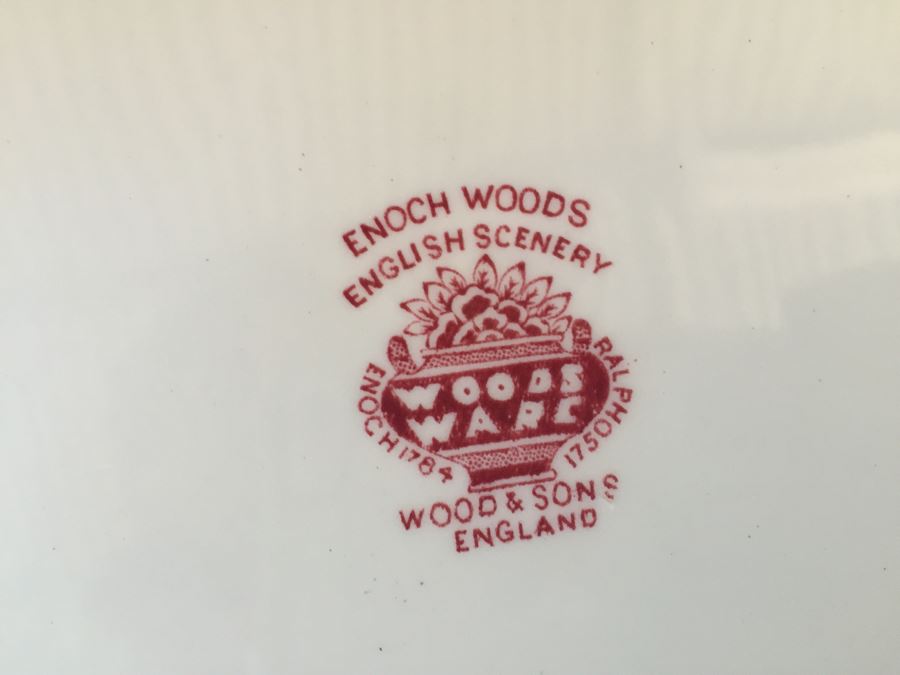 ENOCH WOODS
ENGLISH SCENERY
WOODS
WARE
ENOCH 1784
RALPH 1750
WOOD & SONS
ENGLAND